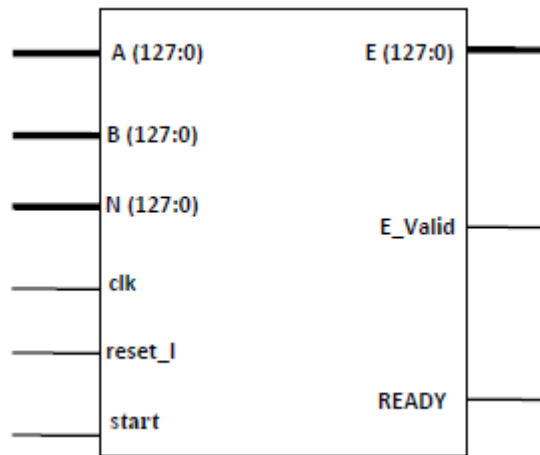 A (127:0)
E (127:0)
B (127:0)
N (127:0)
E_Valid
clk
reset_l
READY
start